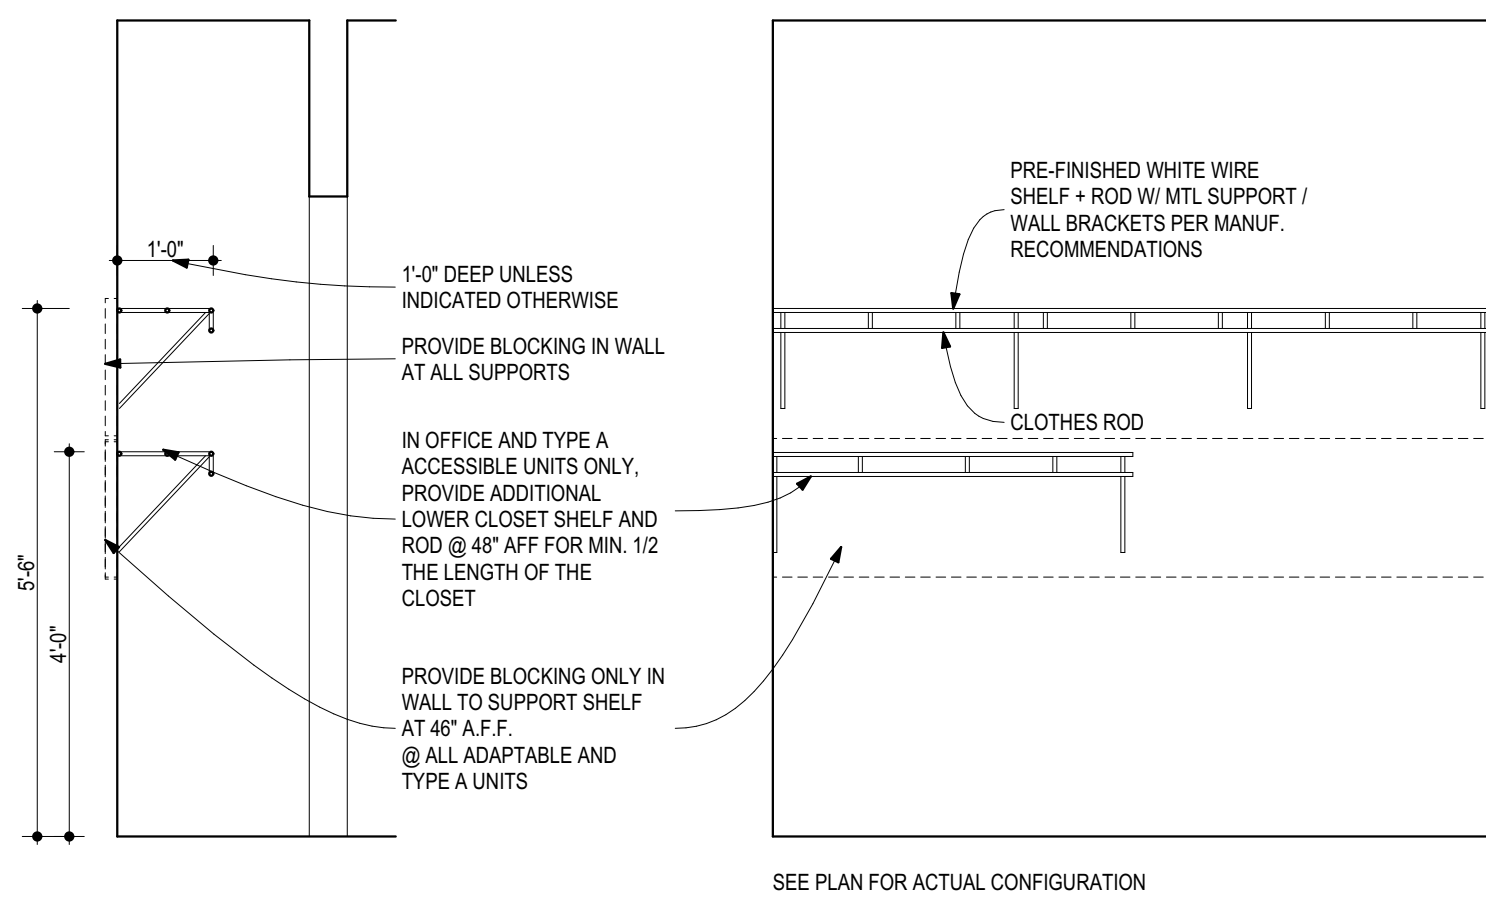 PRE-FINISHED WHITE WIRE
SHELF + ROD W/ MTL SUPPORT /
WALL BRACKETS PER MANUF.
RECOMMENDATIONS
1'-0"
1'-0" DEEP UNLESS
INDICATED OTHERWISE
PROVIDE BLOCKING IN WALL
AT ALL SUPPORTS
CLOTHES ROD
IN OFFICE AND TYPE A
ACCESSIBLE UNITS ONLY,
PROVIDE ADDITIONAL
LOWER CLOSET SHELF AND
ROD @ 48" AFF FOR MIN. 1/2
THE LENGTH OF THE
CLOSET
5'-6"
4'-0"
PROVIDE BLOCKING ONLY IN
WALL TO SUPPORT SHELF
AT 46" A.F.F.
@ ALL ADAPTABLE AND
TYPE A UNITS
SEE PLAN FOR ACTUAL CONFIGURATION